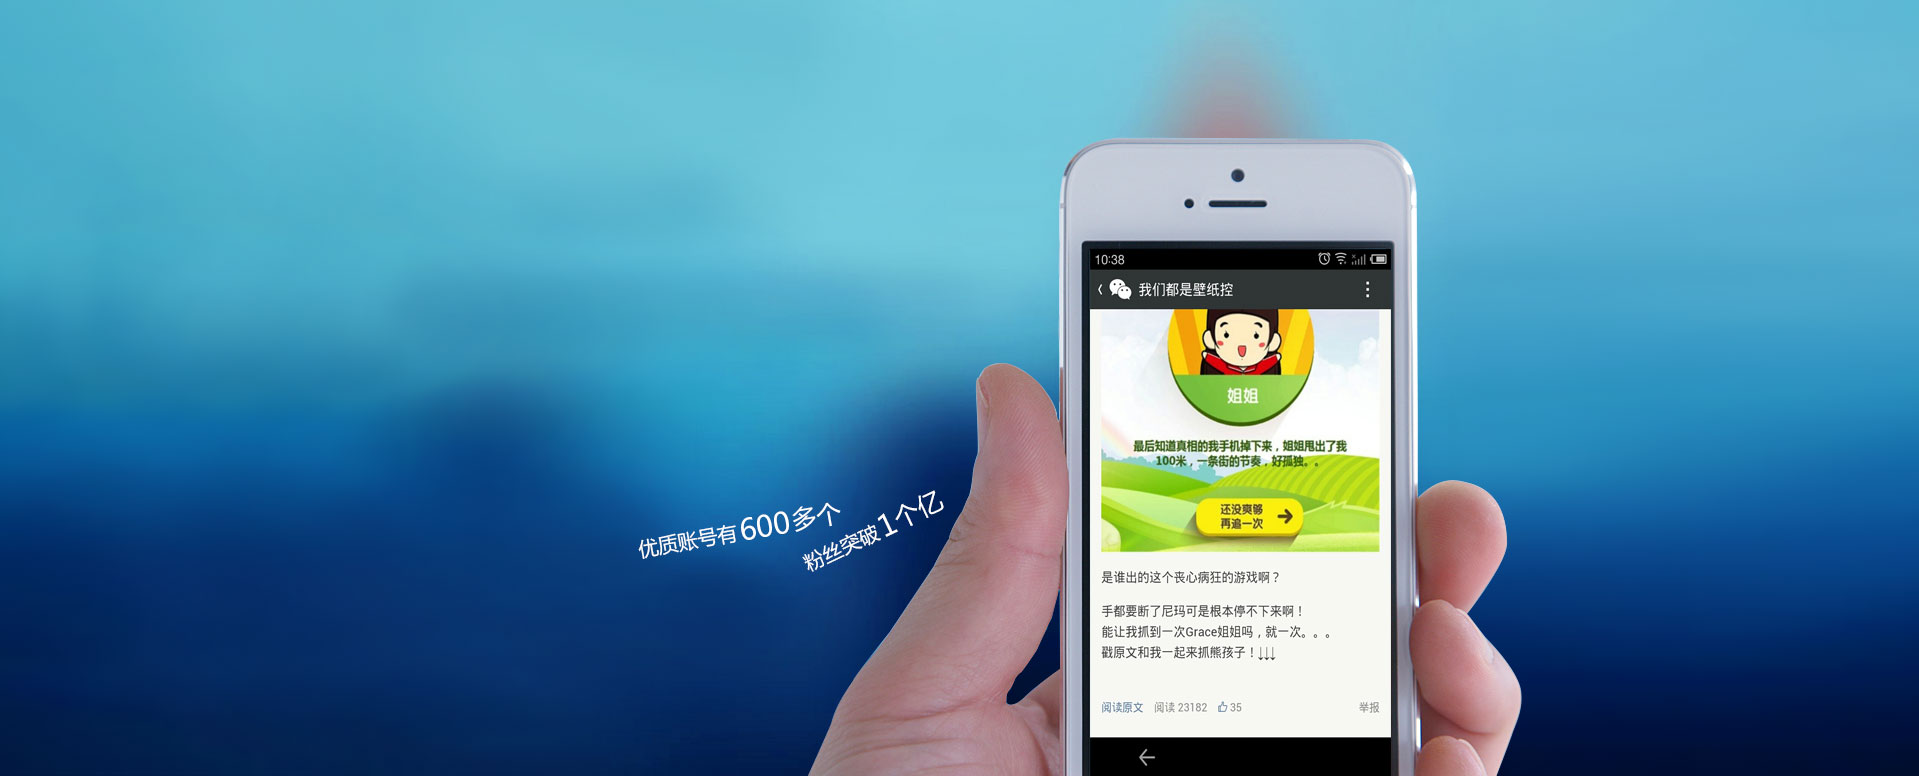 优质账号有600多个
粉丝突破1个亿
10:38
我们都是壁纸控
姐姐
最后知道真相的我手机掉下来，姐姐甩出了我
100米，一条街的节奏，好孤独。。
还没爽够
再追一次
是谁出的这个丧心病狂的游戏啊？
手都要断了尼玛可是根本停不下来啊！
能让我抓到一次Grace姐姐吗，就一次。。。
戳原文和我一起来抓熊孩子！↓↓↓
阅读原文 阅读 23182 35 举报